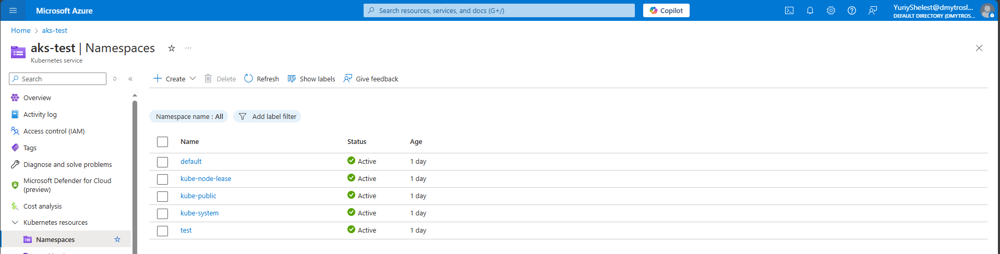 Microsoft Azure
Search resources, services, and docs (G+/)
Copilot
YuriyShelest@dmytrosl...
DEFAULT DIRECTORY (DMYTROS...
Home > aks-test
aks-test | Namespaces
Kubernetes service
Search
Create
Delete
Refresh
Show labels
Give feedback
Overview
Activity log
Access control (IAM)
Tags
Diagnose and solve problems
Microsoft Defender for Cloud
(preview)
Cost analysis
Kubernetes resources
Namespaces
Namespace name : All
Add label filter
Name Status Age
default Active 1 day
kube-node-lease Active 1 day
kube-public Active 1 day
kube-system Active 1 day
test Active 1 day